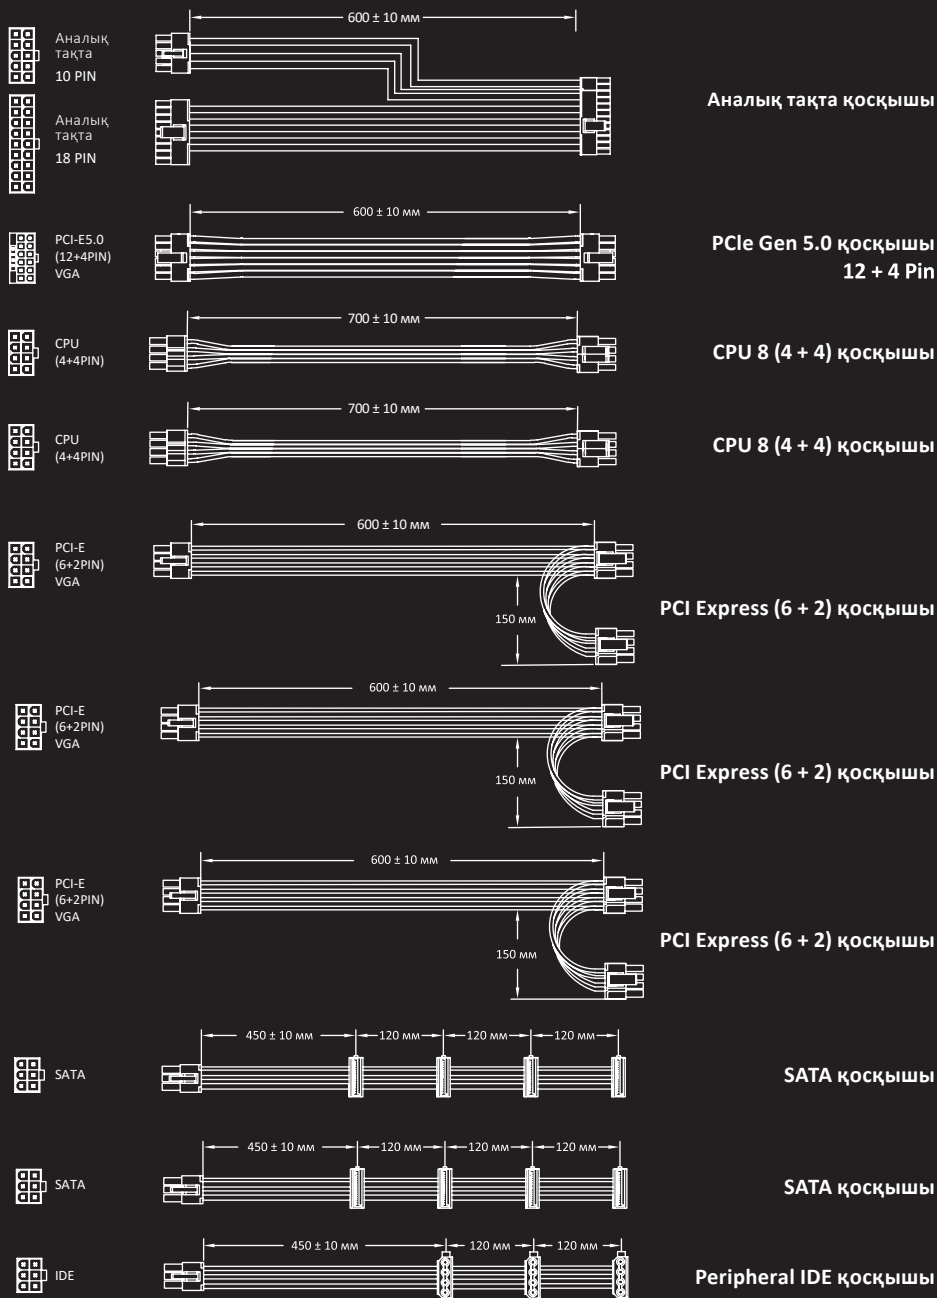 600 ± 10 мм
Аналық
тақта
10 PIN
Аналық тақта қосқышы
Аналық
тақта
18 PIN
600 ± 10 мм
PCI-E5.0
(12+4PIN)
VGA
PCle Gen 5.0 қосқышы
12 + 4 Pin
700 ± 10 мм
CPU
(4+4PIN)
CPU 8 (4 + 4) қосқышы
700 ± 10 мм
CPU
(4+4PIN)
CPU 8 (4 + 4) қосқышы
600 ± 10 мм
PCI-E
(6+2PIN)
VGA
150 мм
PCI Express (6 + 2) қосқышы
600 ± 10 мм
PCI-E
(6+2PIN)
VGA
150 мм
PCI Express (6 + 2) қосқышы
600 ± 10 мм
PCI-E
(6+2PIN)
VGA
150 мм
PCI Express (6 + 2) қосқышы
450 ± 10 мм 120 мм 120 мм 120 мм
SATA
SATA қосқышы
450 ± 10 мм 120 мм 120 мм 120 мм
SATA
SATA қосқышы
450 ± 10 мм 120 мм 120 мм
IDE
Peripheral IDE қосқышы